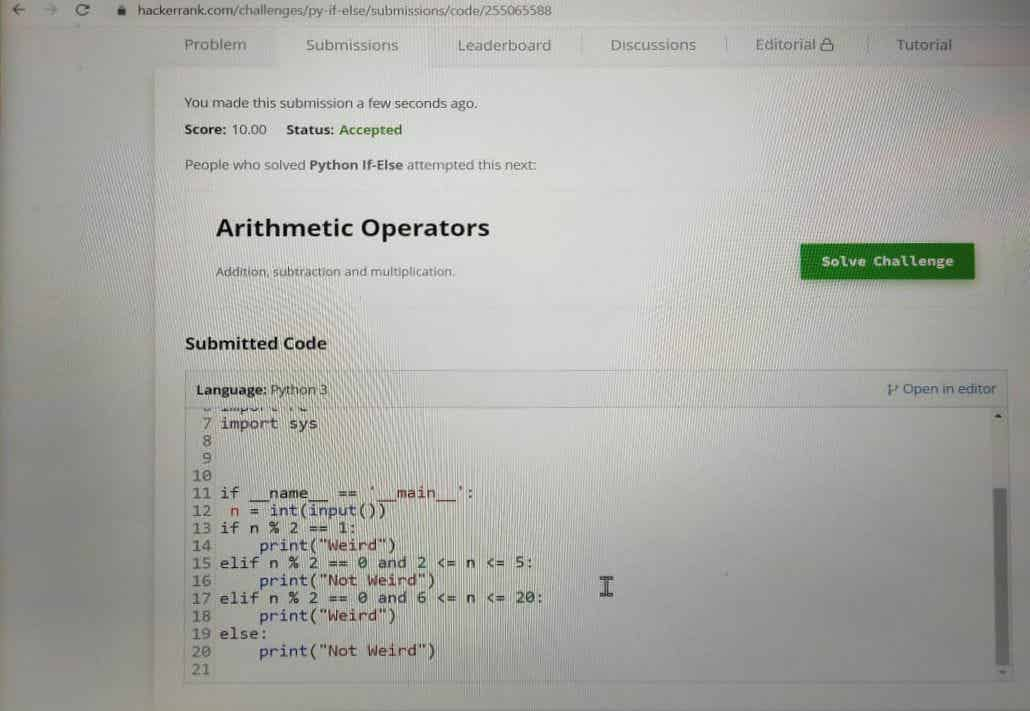 hackerrank.com/challenges/py-if-else/submissions/code/255065588
Problem Submissions Leaderboard Discussions Editorial Tutorial
You made this submission a few seconds ago.
Score: 10.00 Status: Accepted
People who solved Python If-Else attempted this next:
Arithmetic Operators
Addition, subtraction and multiplication.
Solve Challenge
Submitted Code
Language: Python 3 Open in editor
7 import sys
8
9
10
11 if __name__ == '__main__':
12  n = int(input())
13 if n % 2 == 1:
14     print("Weird")
15 elif n % 2 == 0 and 2 <= n <= 5:
16     print("Not Weird")
17 elif n % 2 == 0 and 6 <= n <= 20:
18     print("Weird")
19 else:
20     print("Not Weird")
21